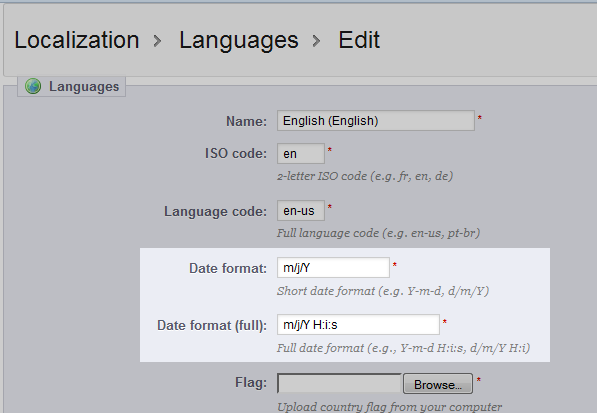 Localization > Languages > Edit
Languages
Name: English (English) *
ISO code: en *
2-letter ISO code (e.g. fr, en, de)
Language code: en-us *
Full language code (e.g. en-us, pt-br)
Date format: m/j/Y *
Short date format (e.g. Y-m-d, d/m/Y)
Date format (full): m/j/Y H:i:s *
Full date format (e.g., Y-m-d H:i:s, d/m/Y H:i)
Flag: Browse... *
Upload country flag from your computer